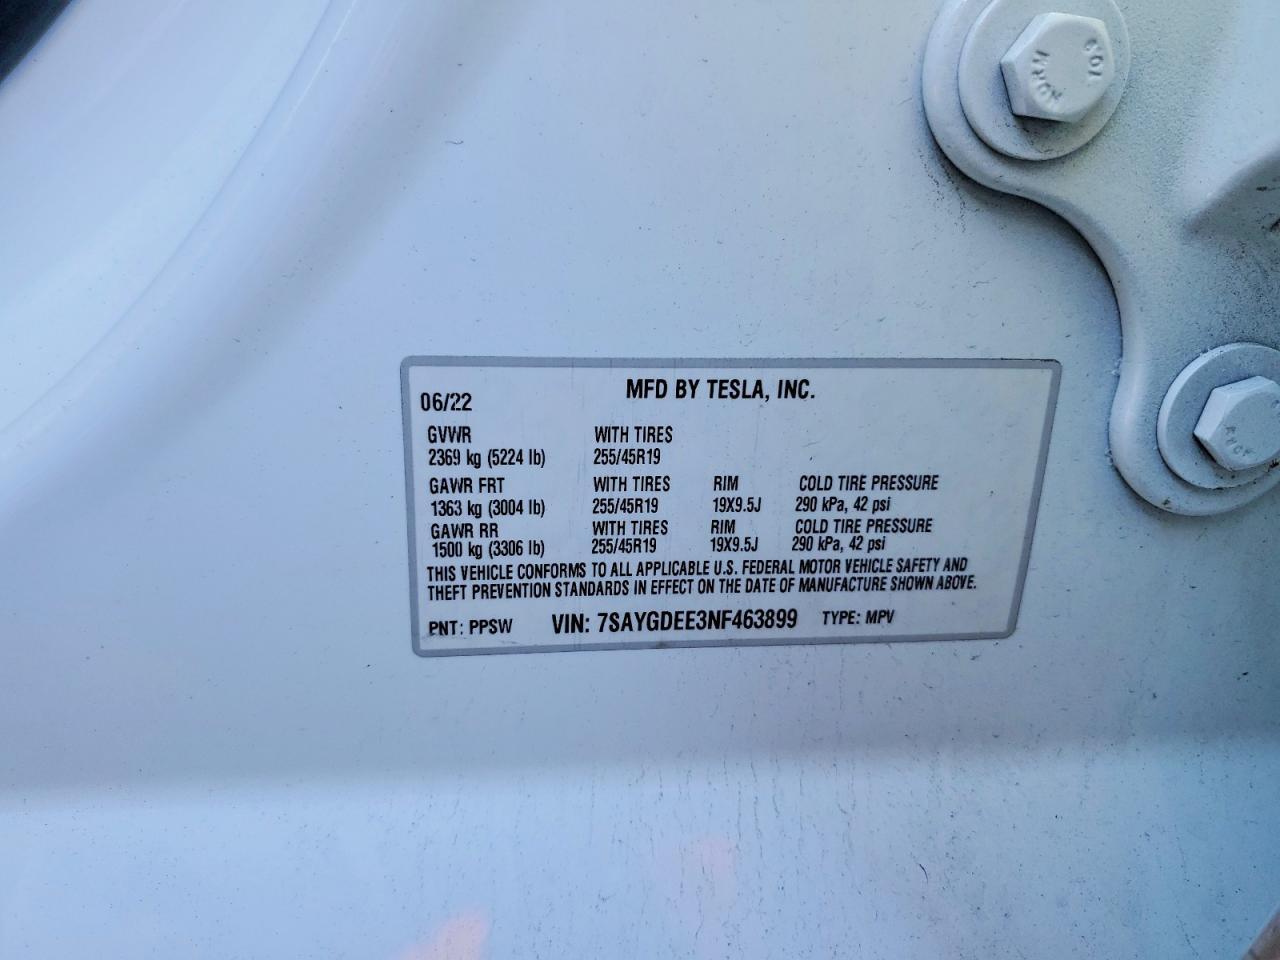 MFD BY TESLA, INC.
06/22
GVWR WITH TIRES
2369 kg (5224 lb) 255/45R19
GAWR FRT WITH TIRES RIM COLD TIRE PRESSURE
1363 kg (3004 lb) 255/45R19 19X9.5J 290 kPa, 42 psi
GAWR RR WITH TIRES RIM COLD TIRE PRESSURE
1500 kg (3306 lb) 255/45R19 19X9.5J 290 kPa, 42 psi
THIS VEHICLE CONFORMS TO ALL APPLICABLE U.S. FEDERAL MOTOR VEHICLE SAFETY AND
THEFT PREVENTION STANDARDS IN EFFECT ON THE DATE OF MANUFACTURE SHOWN ABOVE.
PNT: PPSW VIN: 7SAYGDEE3NF463899 TYPE: MPV